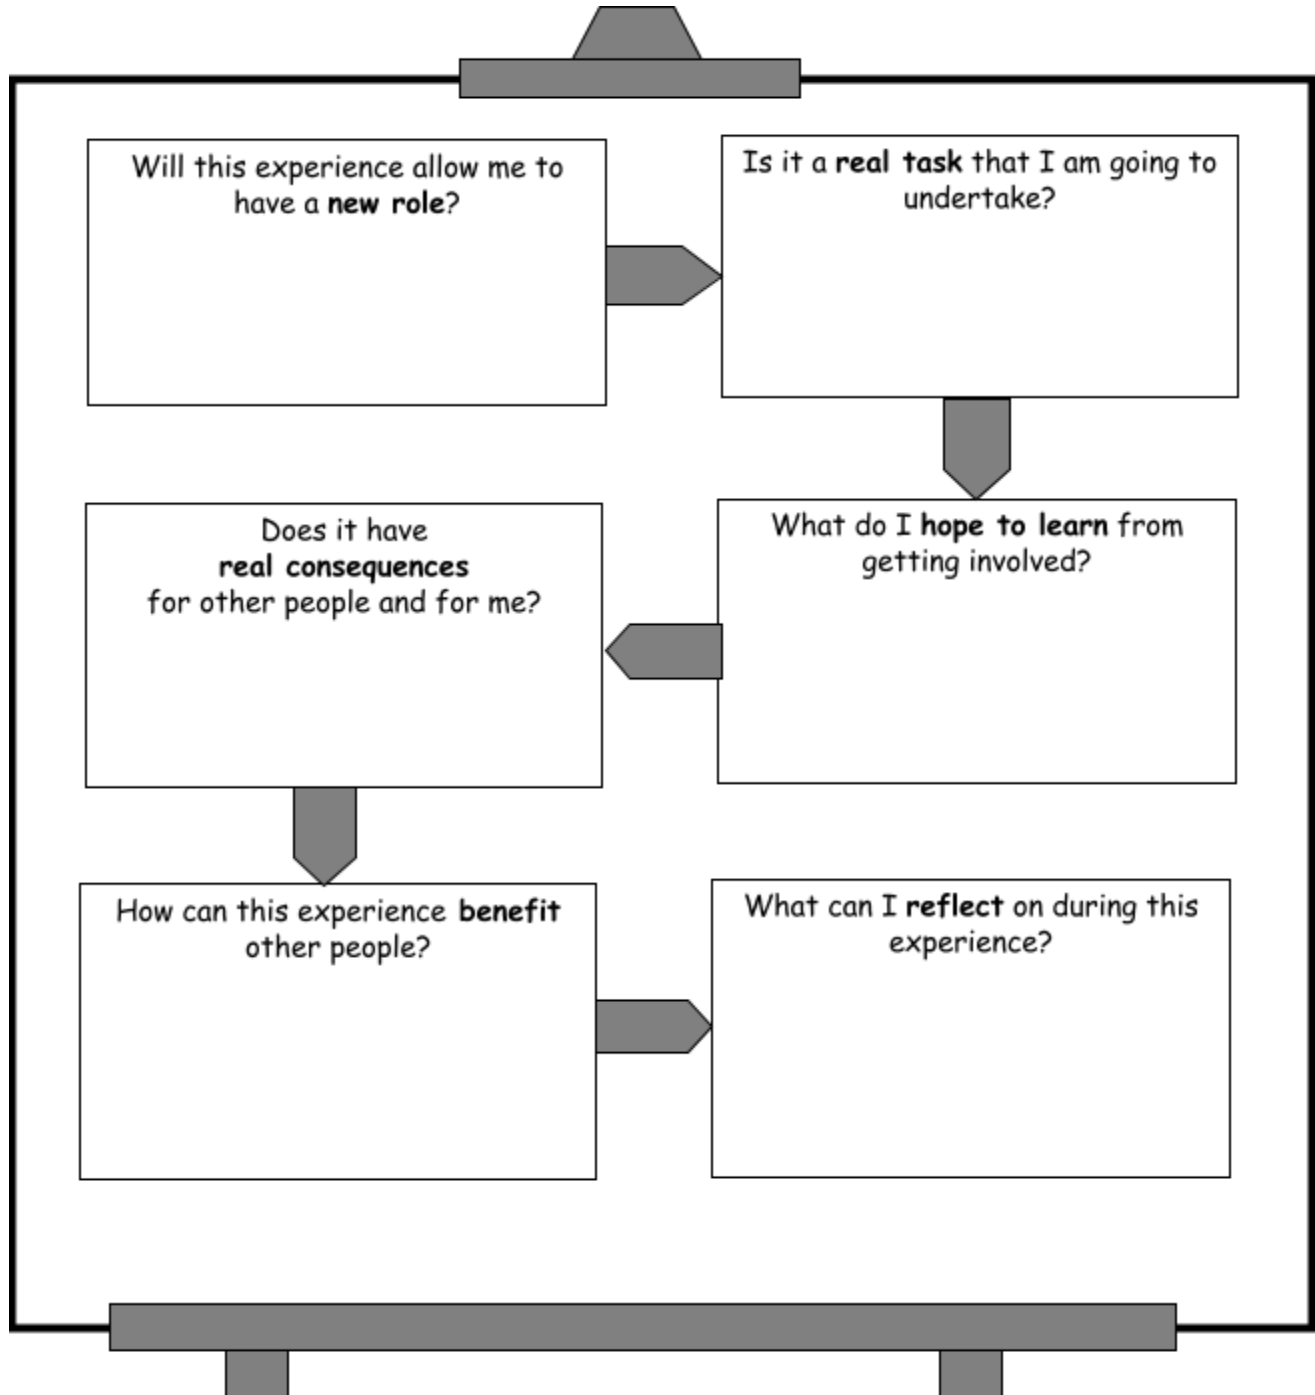 Will this experience allow me to
have a new role?
Is it a real task that I am going to
undertake?
What do I hope to learn from
getting involved?
Does it have
real consequences
for other people and for me?
How can this experience benefit
other people?
What can I reflect on during this
experience?